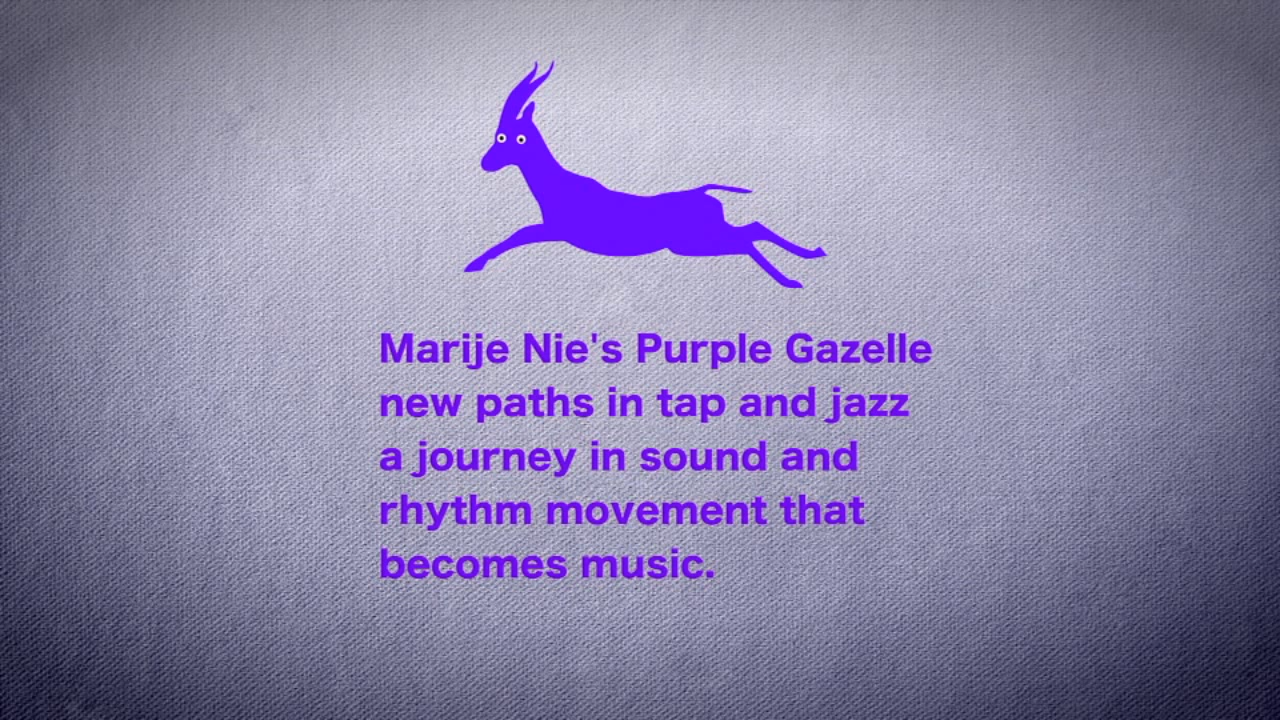 Marije Nie's Purple Gazelle
new paths in tap and jazz
a journey in sound and
rhythm movement that
becomes music.